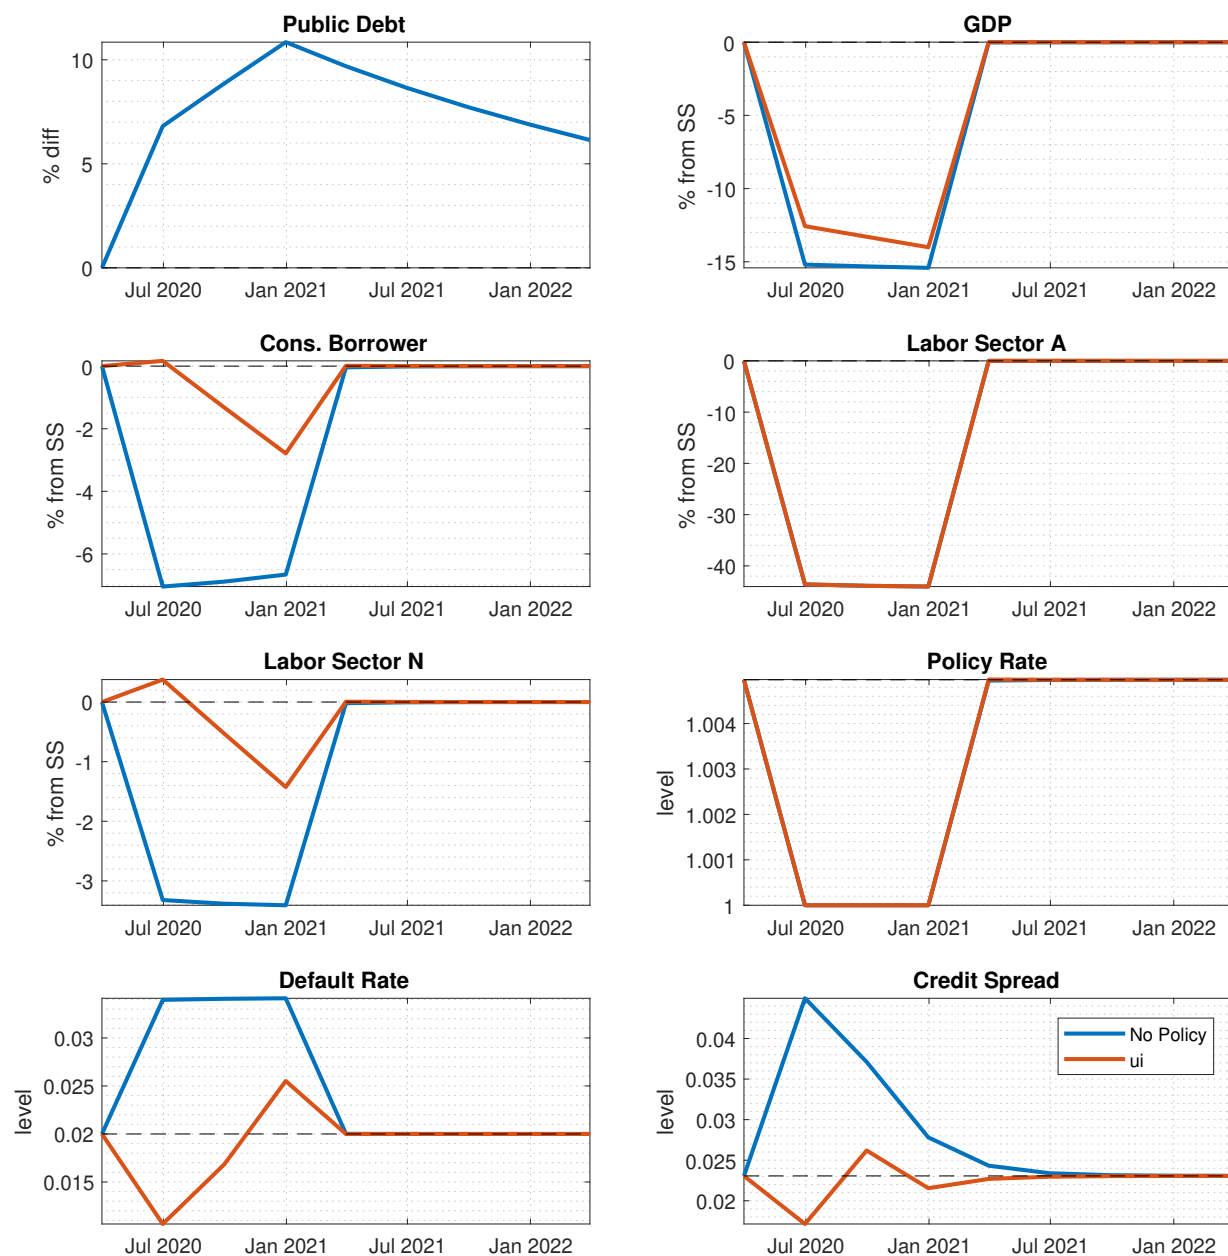 Public Debt
% diff
10
5
0
Jul 2020 Jan 2021 Jul 2021 Jan 2022
GDP
% from SS
0
-5
-10
-15
Jul 2020 Jan 2021 Jul 2021 Jan 2022
Cons. Borrower
% from SS
0
-2
-4
-6
Jul 2020 Jan 2021 Jul 2021 Jan 2022
Labor Sector A
% from SS
0
-10
-20
-30
-40
Jul 2020 Jan 2021 Jul 2021 Jan 2022
Labor Sector N
% from SS
0
-1
-2
-3
Jul 2020 Jan 2021 Jul 2021 Jan 2022
Policy Rate
level
1.004
1.003
1.002
1.001
1
Jul 2020 Jan 2021 Jul 2021 Jan 2022
Default Rate
level
0.03
0.025
0.02
0.015
Jul 2020 Jan 2021 Jul 2021 Jan 2022
Credit Spread
level
0.04
0.035
0.03
0.025
0.02
No Policy
ui
Jul 2020 Jan 2021 Jul 2021 Jan 2022